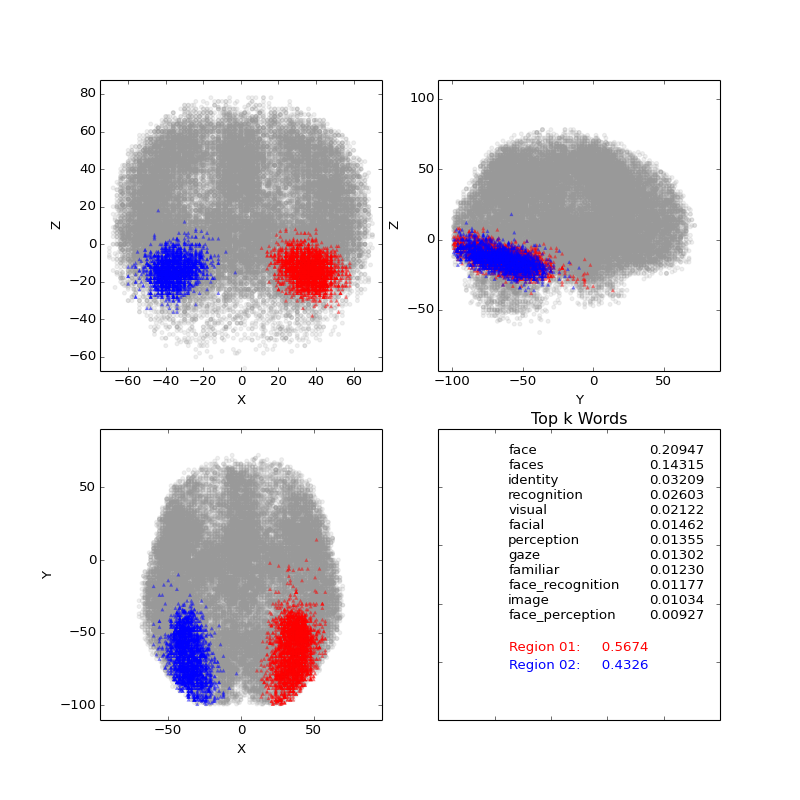 80
60
40
20
0
−20
−40
−60
Z
−60 −40 −20 0 20 40 60
X
100
50
0
−50
Z
−100 −50 0 50
Y
50
0
−50
−100
Y
−50 0 50
X
Top k Words
face 0.20947
faces 0.14315
identity 0.03209
recognition 0.02603
visual 0.02122
facial 0.01462
perception 0.01355
gaze 0.01302
familiar 0.01230
face_recognition 0.01177
image 0.01034
face_perception 0.00927
Region 01: 0.5674
Region 02: 0.4326